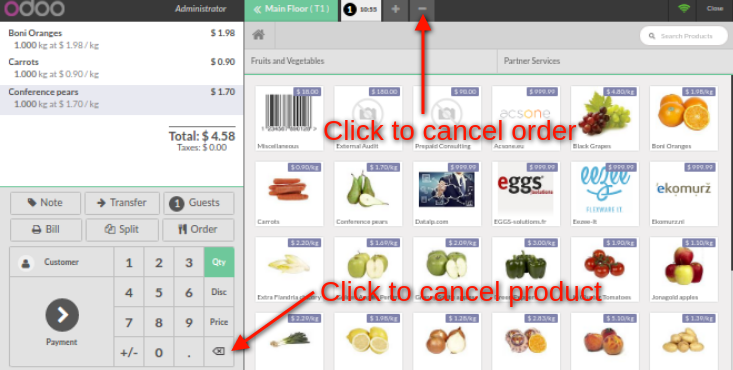 odoo
Administrator
Main Floor ( T1 )
1 10:55
+
−
Close
Boni Oranges $ 1.98
1.000 kg at $ 1.98 / kg
Carrots $ 0.90
1.000 kg at $ 0.90 / kg
Conference pears $ 1.70
1.000 kg at $ 1.70 / kg
Total: $ 4.58
Taxes: $ 0.00
Note Transfer 1 Guests
Bill Split Order
Customer 1 2 3 Qty
4 5 6 Disc
7 8 9 Price
Payment
+/- 0 .
Search Products
Fruits and Vegetables Partner Services
$ 18.00 $ 180.00 $ 90.00 $ 999.99 $ 4.80/kg $ 1.98/kg
acsone
Click to cancel order
Miscellaneous External Audit Prepaid Consulting Acsone.eu Black Grapes Boni Oranges
$ 0.90/kg $ 1.70/kg $ 999.99 $ 999.99 $ 999.99 $ 999.99
eggs solutions
eezee
FLEXWARE IT
ekomurz
Carrots Conference pears Datalp.com EGGS-solutions.fr Eezee-It Ekomurz.nl
$ 2.20/kg $ 1.69/kg $ 2.09/kg $ 3.00/kg $ 1.90/kg $ 1.10/kg
Click to cancel product
Extra Flandria Jonagold apples
$ 2.29/kg $ 1.98/kg $ 1.28/kg $ 2.83/kg $ 5.10/kg $ 1.39/kg